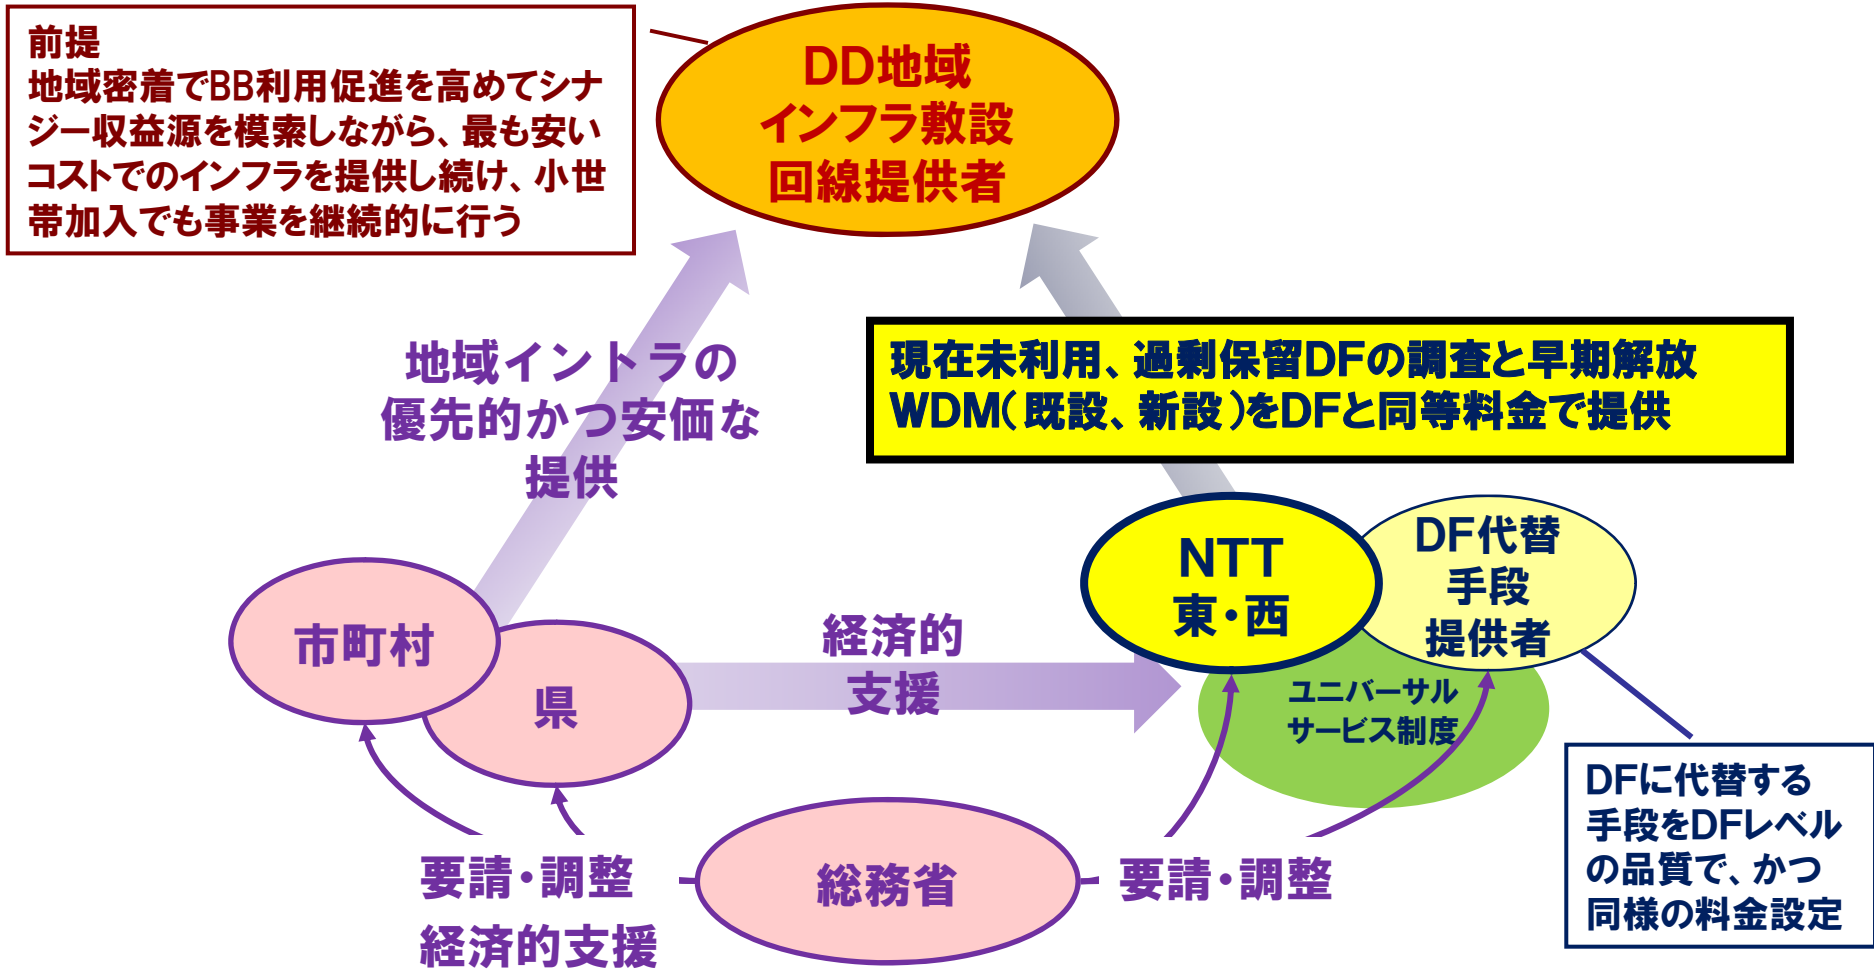 前提
地域密着でBB利用促進を高めてシナ
ジー収益源を模索しながら、最も安い
コストでのインフラを提供し続け、小世
帯加入でも事業を継続的に行う
DD地域
インフラ敷設
回線提供者
地域イントラの
優先的かつ安価な
提供
現在未利用、過剰保留DFの調査と早期解放
WDM(既設、新設)をDFと同等料金で提供
NTT
東・西
DF代替
手段
提供者
市町村
県
経済的
支援
ユニバーサル
サービス制度
DFに代替する
手段をDFレベル
の品質で、かつ
同様の料金設定
要請・調整
経済的支援
総務省
要請・調整